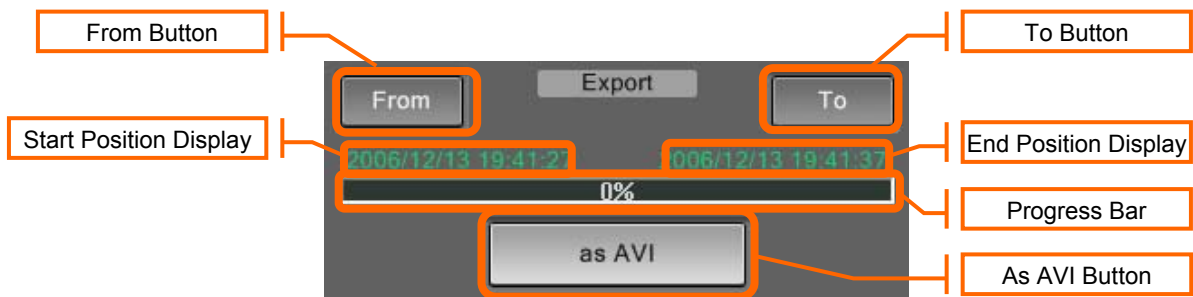 From Button
To Button
Export
From
To
Start Position Display
End Position Display
2006/12/13 19:41:27
2006/12/13 19:41:37
0%
Progress Bar
as AVI
As AVI Button